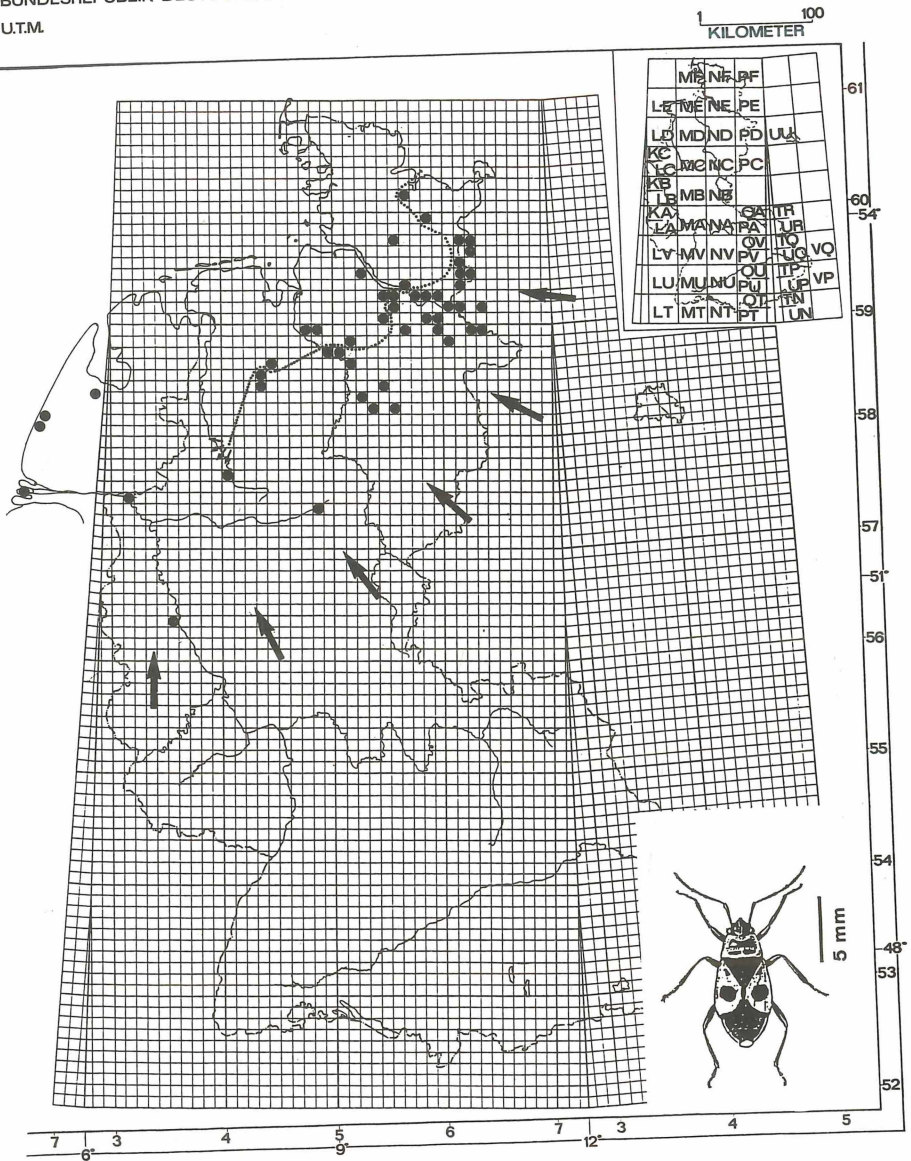 U.T.M.
1 100
KILOMETER
ME NF PF
LE ME NE PE
LD MD ND PD UU
KC
LC MC NC PC
KB
LB MB NB
KA QA TR
LA MA NA PA UR
QV TQ
LV MV NV PV UQ VQ
QU TP
LU MU NU PU UP VP
QT TN
LT MT NT PT UN
61
60
54°
59
58
57
51°
56
55
54
48°
53
52
5 mm
7 3 4 5 6 7 3 4 5
6° 9° 12°